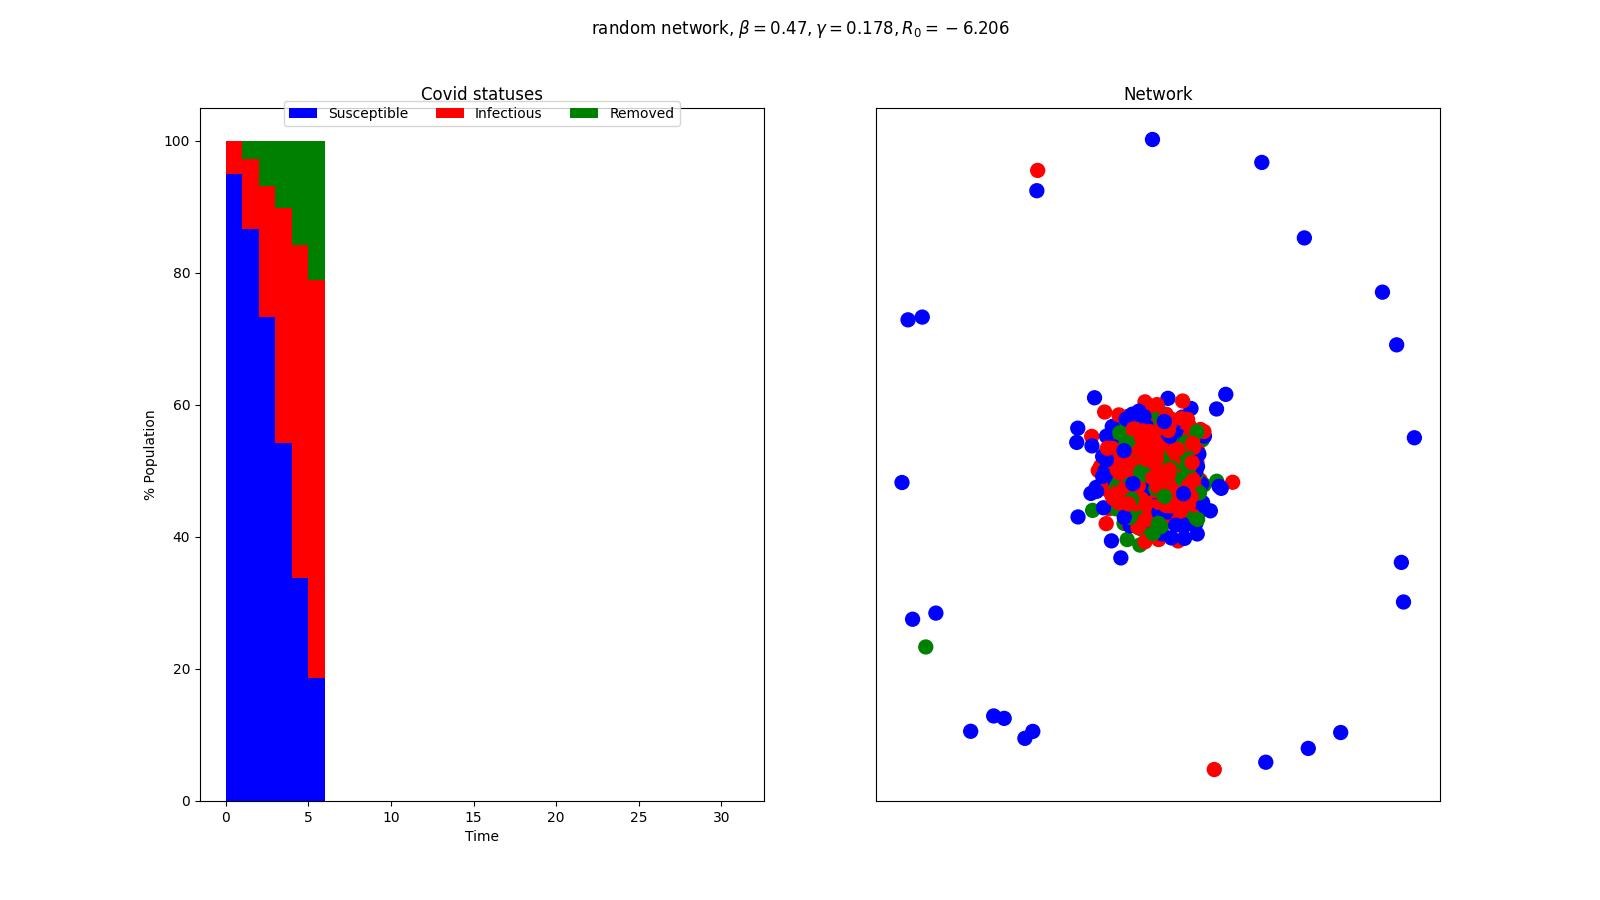 random network, β = 0.47, γ = 0.178, R₀ = − 6.206
Covid statuses
Susceptible Infectious Removed
100
80
60
40
20
0
% Population
0 5 10 15 20 25 30
Time
Network